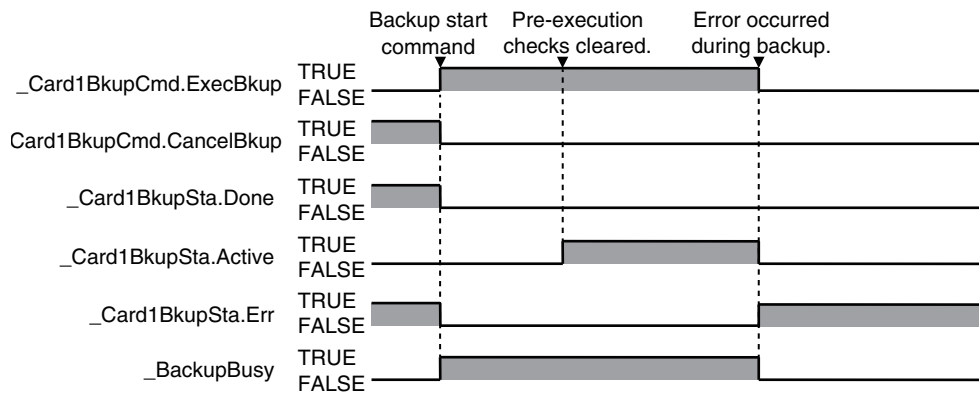 Backup start
command
Pre-execution
checks cleared.
Error occurred
during backup.
_Card1BkupCmd.ExecBkup
TRUE
FALSE
Card1BkupCmd.CancelBkup
TRUE
FALSE
_Card1BkupSta.Done
TRUE
FALSE
_Card1BkupSta.Active
TRUE
FALSE
_Card1BkupSta.Err
TRUE
FALSE
_BackupBusy
TRUE
FALSE